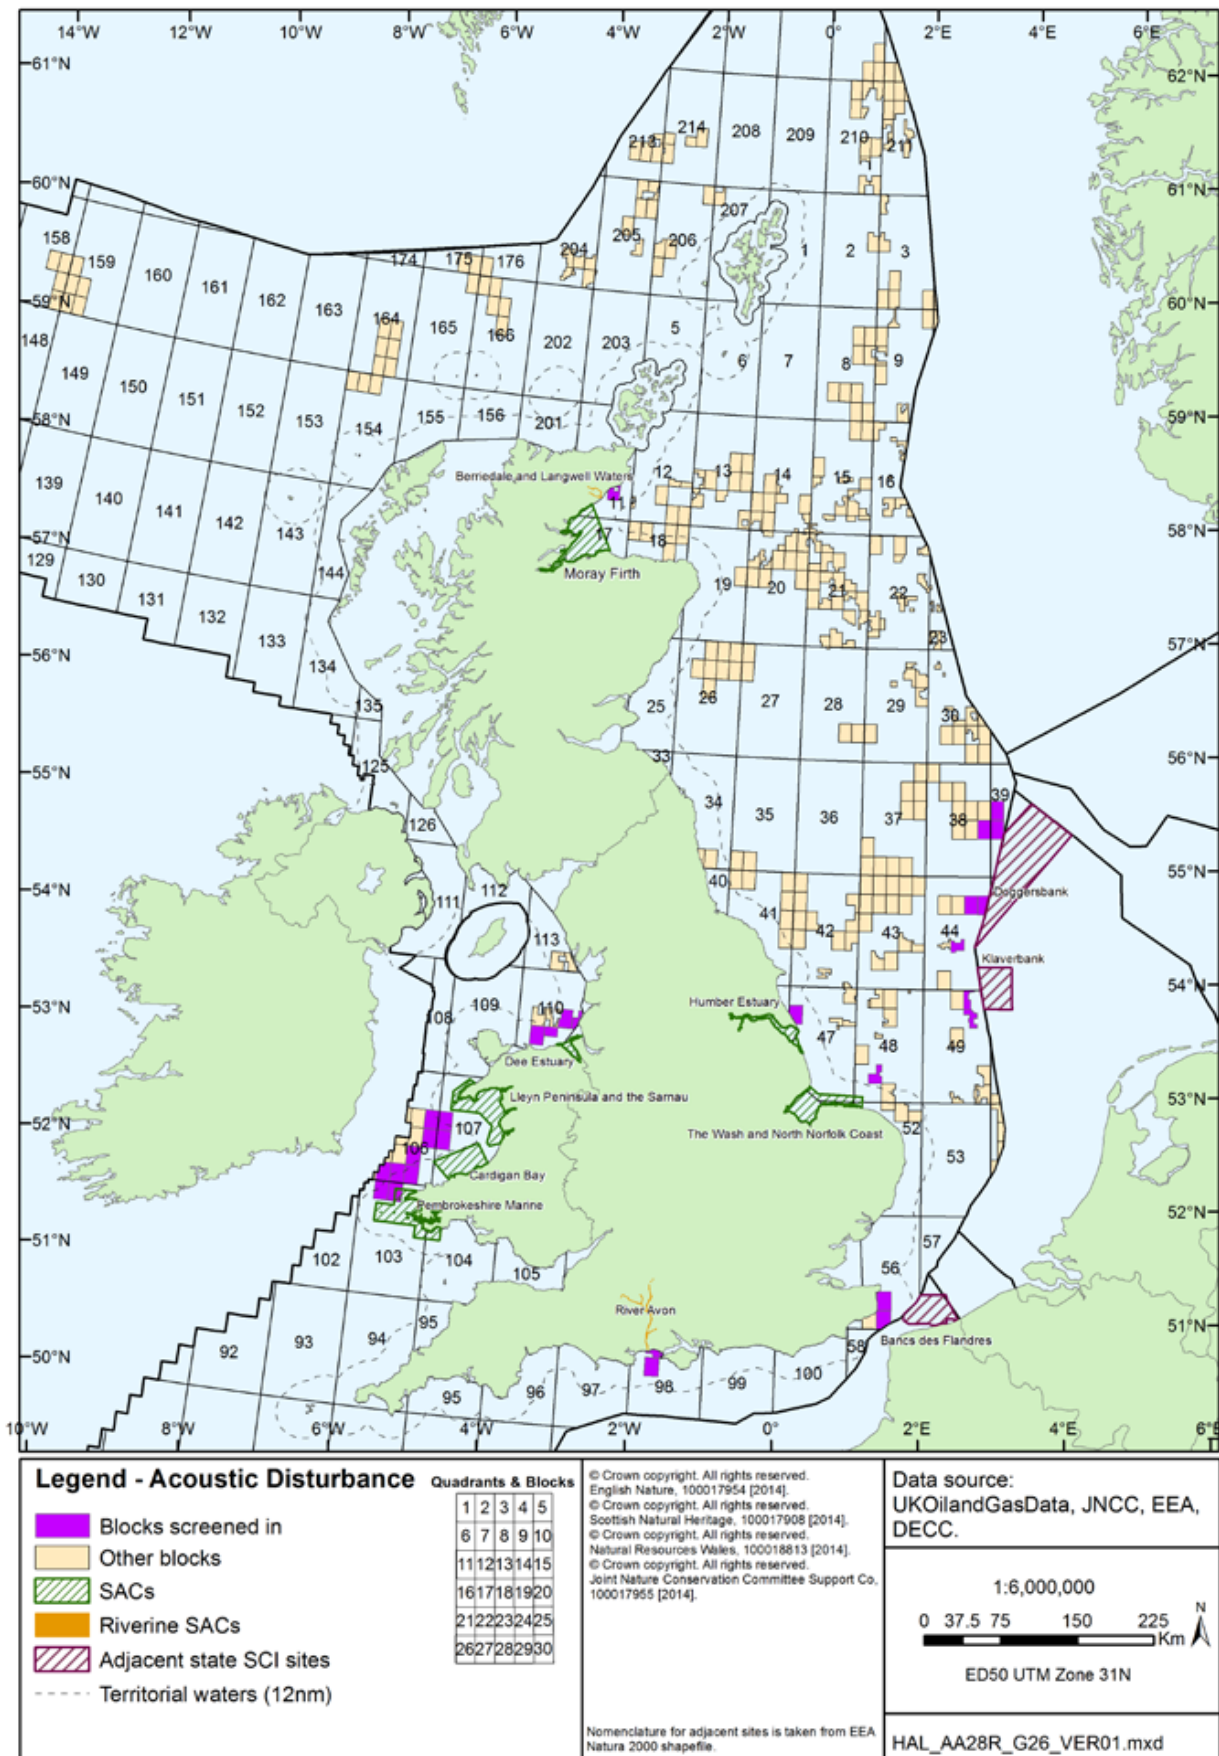 14°W 12°W 10°W 8°W 6°W 4°W 2°W 0° 2°E 4°E 6°E
61°N 62°N
214
213 208 209 210 211
60°N 61°N
207
158 159 160 161 162 163 174 175 176 204 205 206 1 2 3
59°N 60°N
148 164 165 166 202 203 5 6 7 8 9
149 150 151 152 153 154 155 156 201
58°N 59°N
Berriedale and Langwell Waters
139 140 141 142 143 11 12 13 14 15 16
57°N 58°N
129 130 131 132 133 144 17 18 19 20 21 22
Moray Firth
23
56°N 57°N
134 135 25 26 27 28 29 30
55°N 56°N
125 33 34 35 36 37 38 39
126
54°N 55°N
111 112 40 41 42 43 44
Doggersbank
113
Klaverbank
53°N 54°N
108 109 110 47 48 49
Humber Estuary
Dee Estuary
52°N 53°N
Lleyn Peninsula and the Sarnau
106 107 52 53
The Wash and North Norfolk Coast
Cardigan Bay
Pembrokeshire Marine
51°N 52°N
102 103 104 105 56 57
River Avon
50°N 51°N
92 93 94 95 58
Bancs des Flandres
95 96 97 98 99 100
10°W 8°W 6°W 4°W 2°W 0° 2°E 4°E 6°E
Legend - Acoustic Disturbance
Blocks screened in
Other blocks
SACs
Riverine SACs
Adjacent state SCI sites
Territorial waters (12nm)
Quadrants & Blocks
1 2 3 4 5
6 7 8 9 10
11 12 13 14 15
16 17 18 19 20
21 22 23 24 25
26 27 28 29 30
© Crown copyright. All rights reserved.
English Nature, 100017954 [2014].
© Crown copyright. All rights reserved.
Scottish Natural Heritage, 100017908 [2014].
© Crown copyright. All rights reserved.
Natural Resources Wales, 100018813 [2014].
© Crown copyright. All rights reserved.
Joint Nature Conservation Committee Support Co,
100017955 [2014].
Nomenclature for adjacent sites is taken from EEA
Natura 2000 shapefile.
Data source:
UKOilandGasData, JNCC, EEA,
DECC.
1:6,000,000
0 37.5 75 150 225
Km
N
ED50 UTM Zone 31N
HAL_AA28R_G26_VER01.mxd